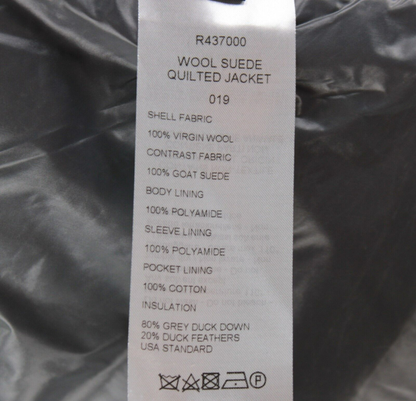 R437000
WOOL SUEDE
QUILTED JACKET
019
SHELL FABRIC
100% VIRGIN WOOL
CONTRAST FABRIC
100% GOAT SUEDE
BODY LINING
100% POLYAMIDE
SLEEVE LINING
100% POLYAMIDE
POCKET LINING
100% COTTON
INSULATION
80% GREY DUCK DOWN
20% DUCK FEATHERS
USA STANDARD
P